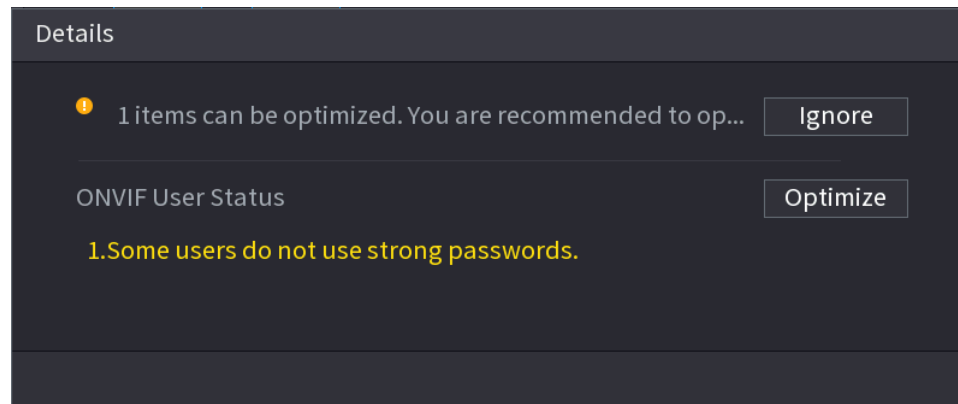 Details
1 items can be optimized. You are recommended to op... Ignore
ONVIF User Status Optimize
1.Some users do not use strong passwords.